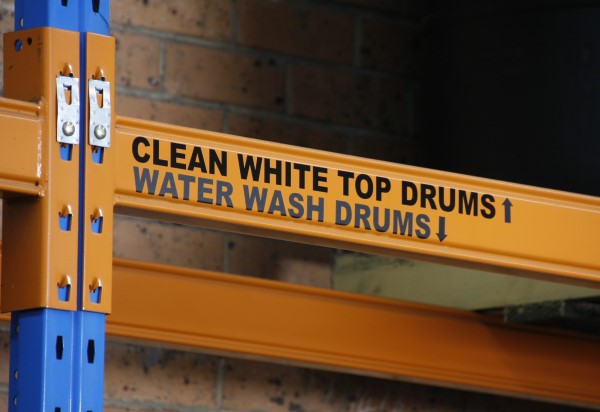 CLEAN WHITE TOP DRUMS↑
WATER WASH DRUMS↓